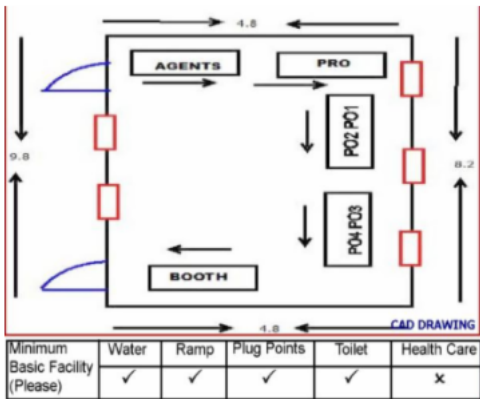 4.8
AGENTS
PRO
PO2 PO1
9.8
8.2
PO4 PO3
BOOTH
CAD DRAWING
4.8
Minimum Basic Facility (Please) Water Ramp Plug Points Toilet Health Care
✓ ✓ ✓ ✓ x